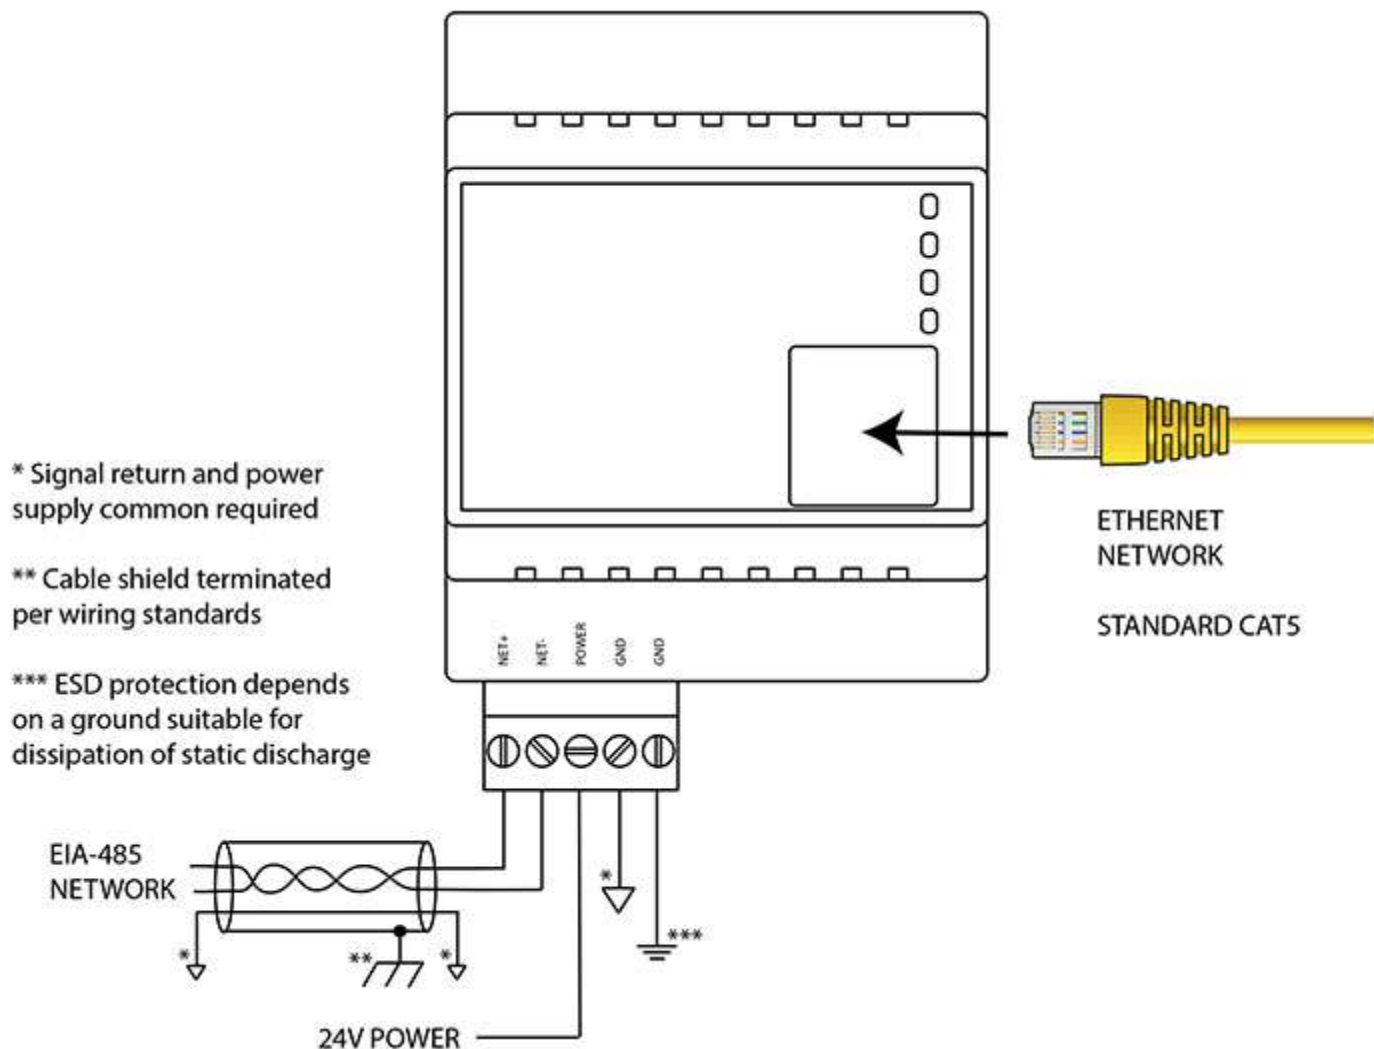 * Signal return and power
supply common required
** Cable shield terminated
per wiring standards
*** ESD protection depends
on a ground suitable for
dissipation of static discharge
ETHERNET
NETWORK
STANDARD CAT5
NET+
NET-
POWER
GND
GND
EIA-485
NETWORK
*
***
*
**
*
24V POWER